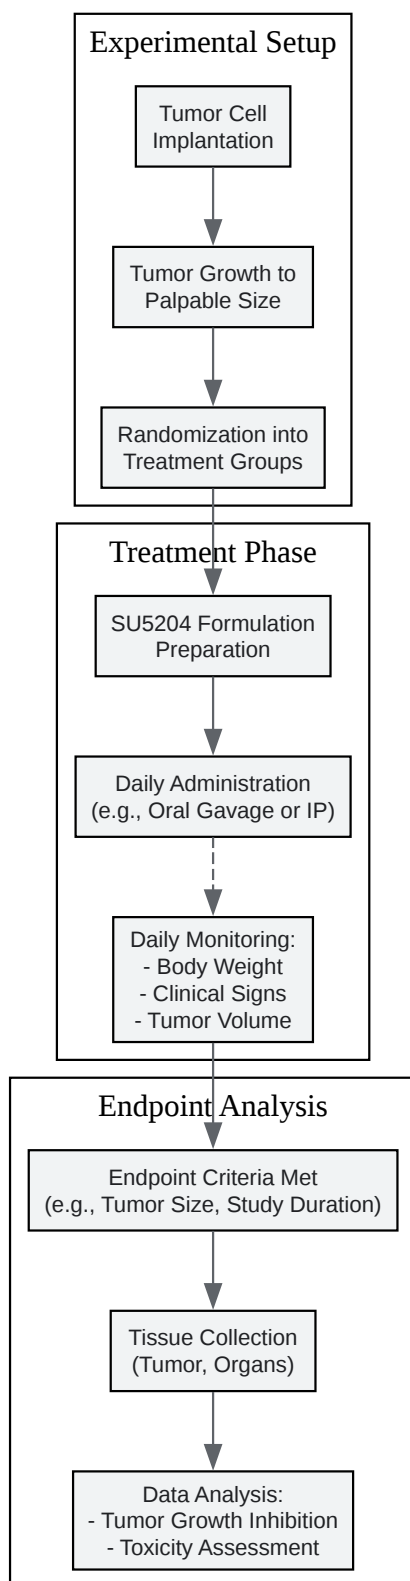 Experimental Setup
Tumor Cell
Implantation
Tumor Growth to
Palpable Size
Randomization into
Treatment Groups
Treatment Phase
SU5204 Formulation
Preparation
Daily Administration
(e.g., Oral Gavage or IP)
Daily Monitoring:
- Body Weight
- Clinical Signs
- Tumor Volume
Endpoint Analysis
Endpoint Criteria Met
(e.g., Tumor Size, Study Duration)
Tissue Collection
(Tumor, Organs)
Data Analysis:
- Tumor Growth Inhibition
- Toxicity Assessment